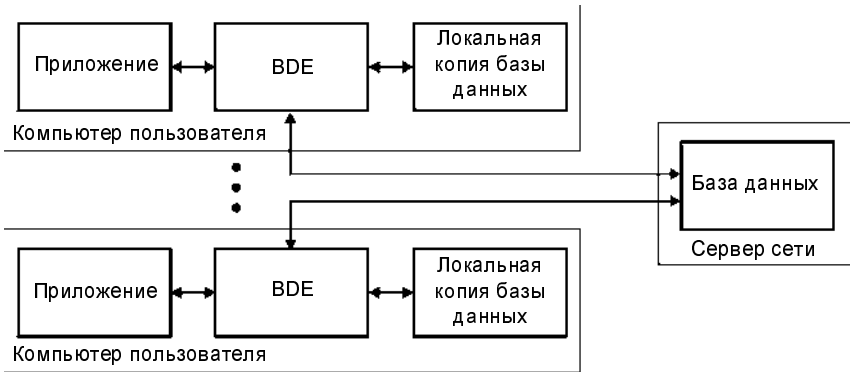 Приложение
BDE
Локальная
копия базы
данных
Компьютер пользователя
База данных
Сервер сети
Приложение
BDE
Локальная
копия базы
данных
Компьютер пользователя